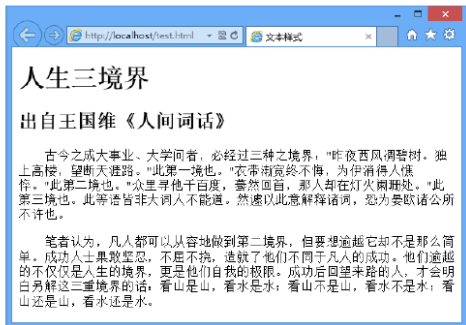 http://localhost/test.html
文本样式
人生三境界
出自王国维《人间词话》
古今之成大事业、大学问者，必经过三种之境界："昨夜西风凋碧树。独
上高楼，望断天涯路。"此第一境也。"衣带渐宽终不悔，为伊消得人憔
悴。"此第二境也。"众里寻他千百度，蓦然回首，那人却在灯火阑珊处。"此
第三境也。此等语皆非大词人不能道。然遽以此意解释诸词，恐为晏欧诸公所
不许也。
笔者认为，凡人都可以从容地做到第二境界，但要想逾越它却不是那么简
单。成功人士果敢坚忍，不屈不挠，造就了他们不同于凡人的成功。他们逾越
的不仅仅是人生的境界，更是他们自我的极限。成功后回望来路的人，才会明
白另解这三重境界的话：看山是山，看水是水；看山不是山，看水不是水；看
山还是山，看水还是水。